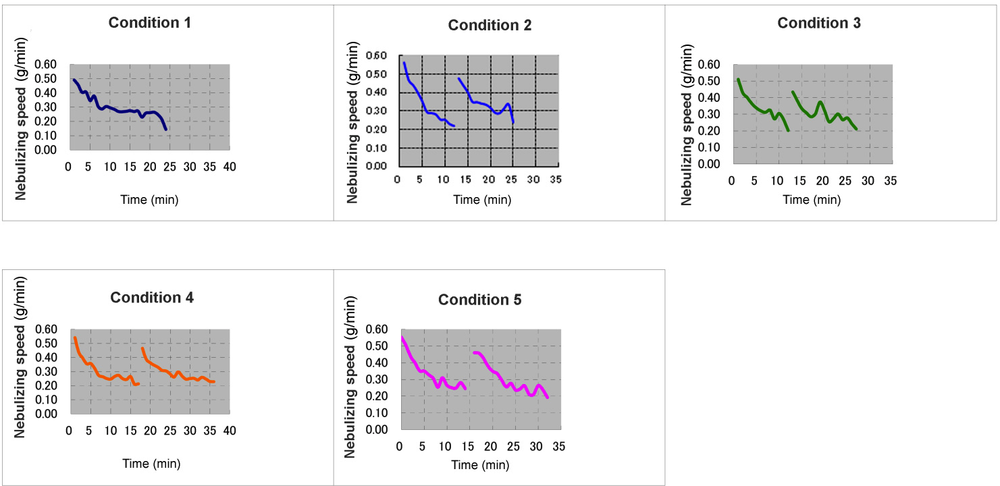 Condition 1
Nebulizing speed (g/min)
0.60
0.50
0.40
0.30
0.20
0.10
0.00
0 5 10 15 20 25 30 35 40
Time (min)
Condition 2
Nebulizing speed (g/min)
0.60
0.50
0.40
0.30
0.20
0.10
0.00
0 5 10 15 20 25 30 35
Time (min)
Condition 3
Nebulizing speed (g/min)
0.60
0.50
0.40
0.30
0.20
0.10
0.00
0 5 10 15 20 25 30 35
Time (min)
Condition 4
Nebulizing speed (g/min)
0.60
0.50
0.40
0.30
0.20
0.10
0.00
0 5 10 15 20 25 30 35 40
Time (min)
Condition 5
Nebulizing speed (g/min)
0.60
0.50
0.40
0.30
0.20
0.10
0.00
0 5 10 15 20 25 30 35
Time (min)